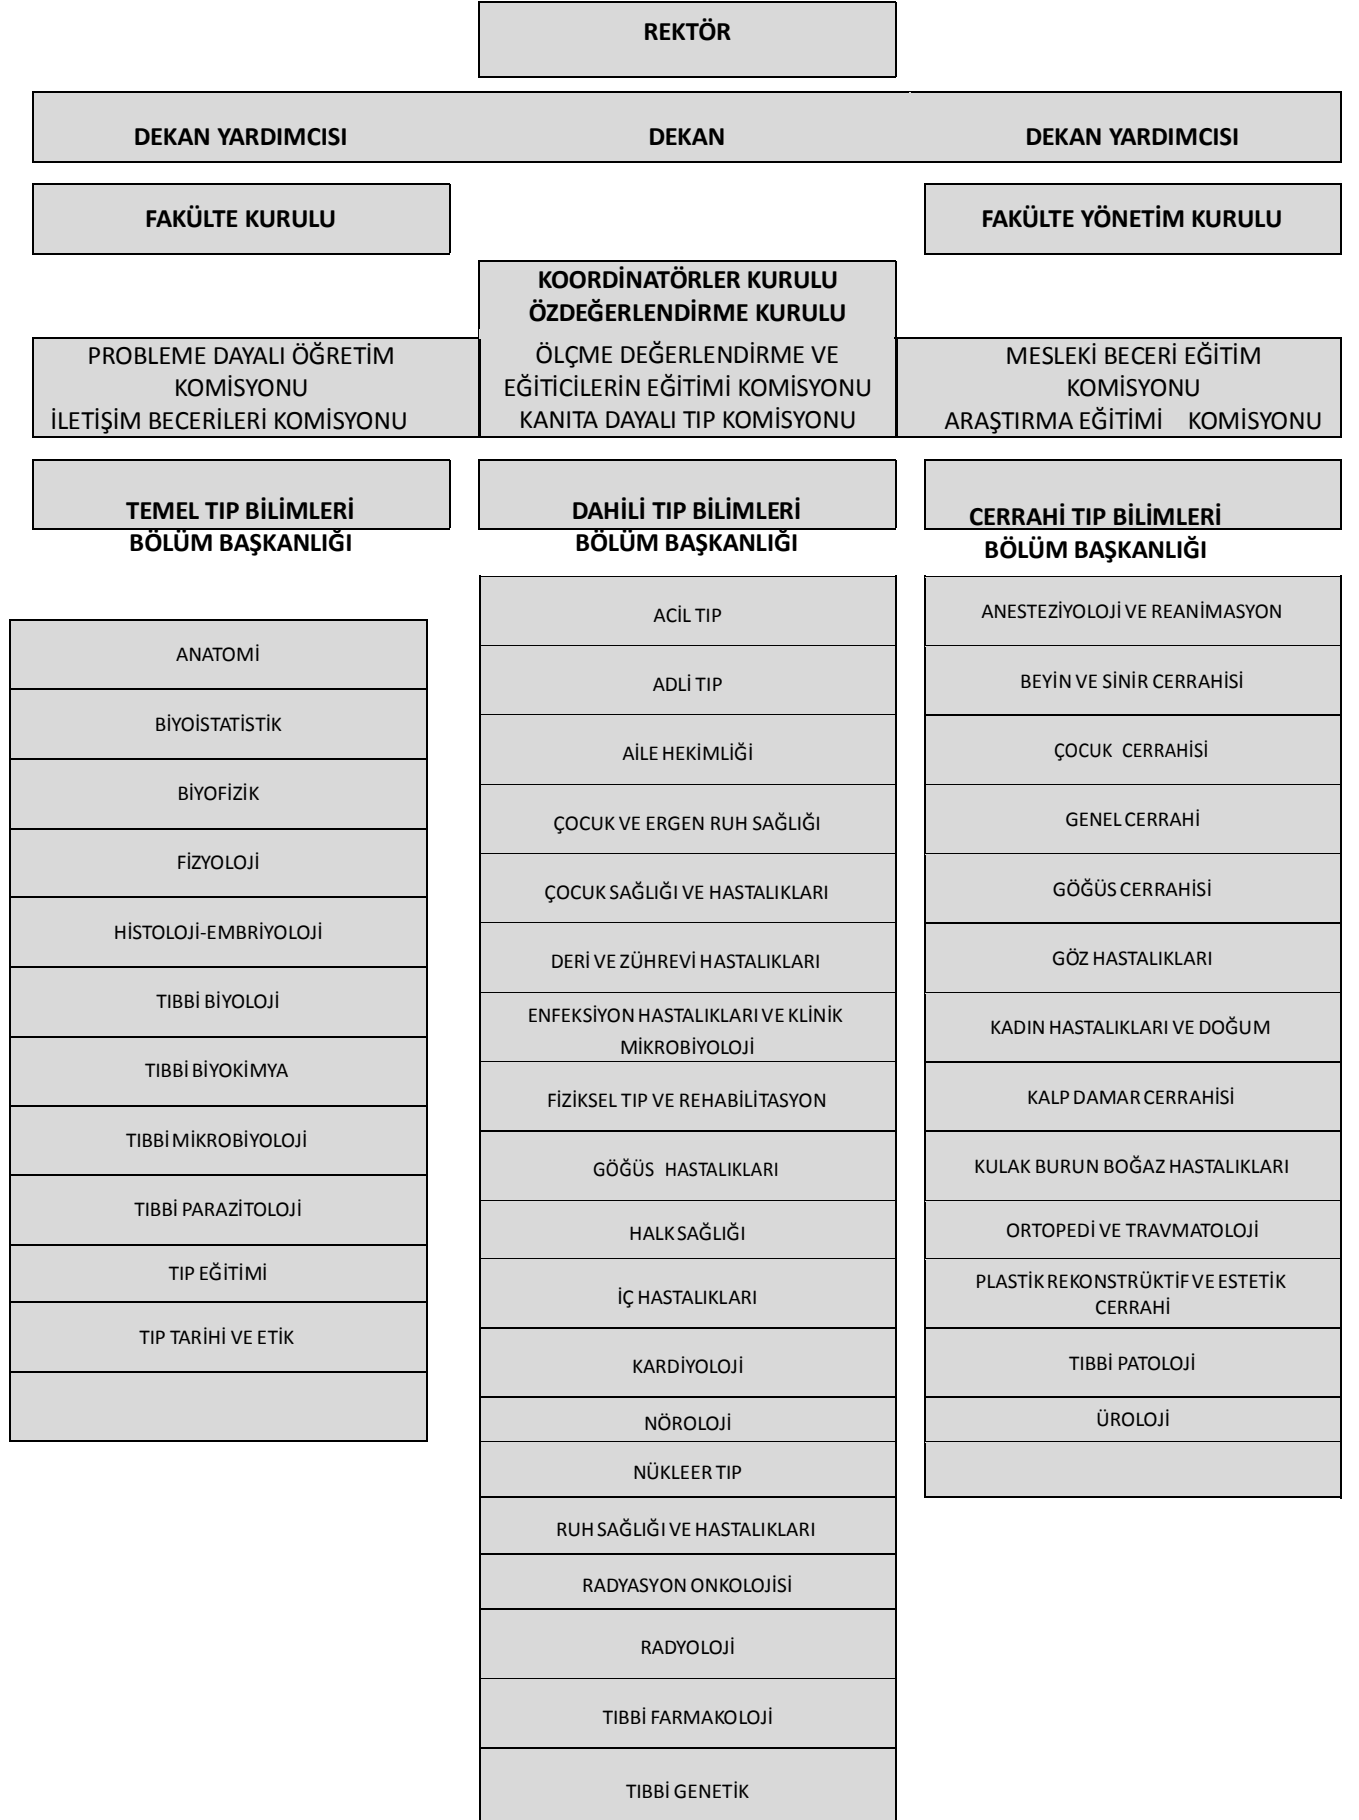 REKTÖR
DEKAN YARDIMCISI
DEKAN
DEKAN YARDIMCISI
FAKÜLTE KURULU
FAKÜLTE YÖNETİM KURULU
KOORDİNATÖRLER KURULU
ÖZDEĞERLENDİRME KURULU
PROBLEME DAYALI ÖĞRETİM
KOMİSYONU
İLETİŞİM BECERİLERİ KOMİSYONU
ÖLÇME DEĞERLENDİRME VE
EĞİTİCİLERİN EĞİTİMİ KOMİSYONU
KANITA DAYALI TIP KOMİSYONU
MESLEKİ BECERİ EĞİTİM
KOMİSYONU
ARAŞTIRMA EĞİTİMİ KOMİSYONU
TEMEL TIP BİLİMLERİ
BÖLÜM BAŞKANLIĞI
ANATOMİ
BİYOİSTATİSTİK
BİYOFİZİK
FİZYOLOJİ
HİSTOLOJİ-EMBRİYOLOJİ
TIBBİ BİYOLOJİ
TIBBİ BİYOKİMYA
TIBBİ MİKROBİYOLOJİ
TIBBİ PARAZİTOLOJİ
TIP EĞİTİMİ
TIP TARİHİ VE ETİK
DAHİLİ TIP BİLİMLERİ
BÖLÜM BAŞKANLIĞI
ACİL TIP
ADLİ TIP
AİLE HEKİMLİĞİ
ÇOCUK VE ERGEN RUH SAĞLIĞI
ÇOCUK SAĞLIĞI VE HASTALIKLARI
DERİ VE ZÜHREVİ HASTALIKLARI
ENFEKSİYON HASTALIKLARI VE KLİNİK
MİKROBİYOLOJİ
FİZİKSEL TIP VE REHABİLİTASYON
GÖĞÜS HASTALIKLARI
HALK SAĞLIĞI
İÇ HASTALIKLARI
KARDİYOLOJİ
NÖROLOJİ
NÜKLEER TIP
RUH SAĞLIĞI VE HASTALIKLARI
RADYASYON ONKOLOJİSİ
RADYOLOJİ
TIBBİ FARMAKOLOJİ
TIBBİ GENETİK
CERRAHİ TIP BİLİMLERİ
BÖLÜM BAŞKANLIĞI
ANESTEZİYOLOJİ VE REANİMASYON
BEYİN VE SİNİR CERRAHİSİ
ÇOCUK CERRAHİSİ
GENEL CERRAHİ
GÖĞÜS CERRAHİSİ
GÖZ HASTALIKLARI
KADIN HASTALIKLARI VE DOĞUM
KALP DAMAR CERRAHİSİ
KULAK BURUN BOĞAZ HASTALIKLARI
ORTOPEDİ VE TRAVMATOLOJİ
PLASTİK REKONSTRÜKTİF VE ESTETİK
CERRAHİ
TIBBİ PATOLOJİ
ÜROLOJİ